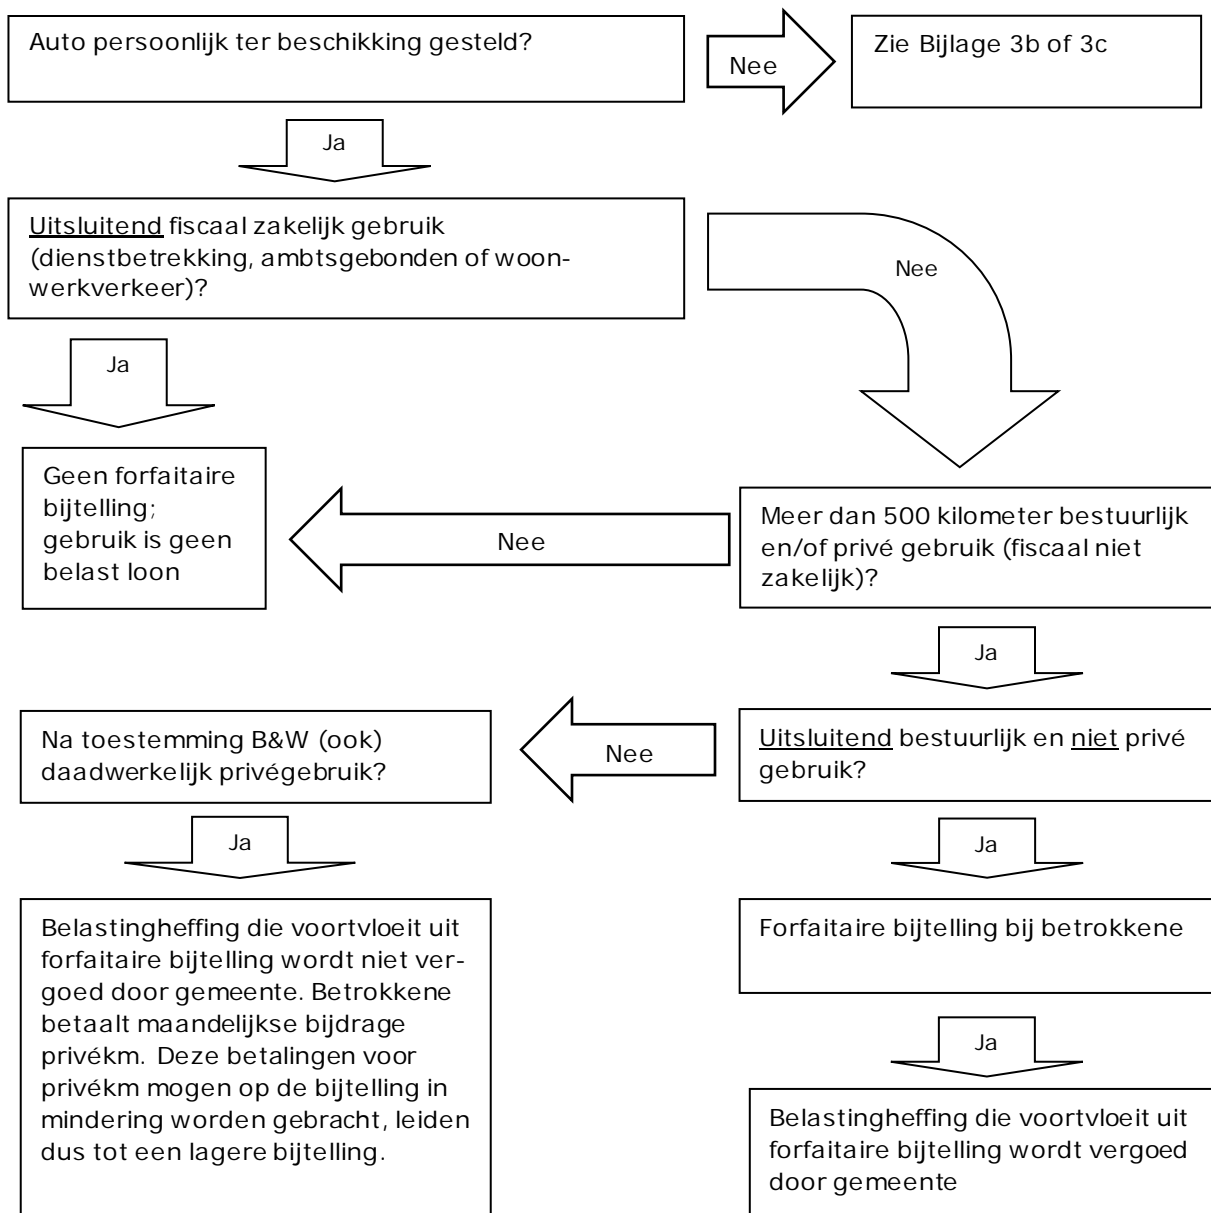 Auto persoonlijk ter beschikking gesteld?
Nee
Zie Bijlage 3b of 3c
Ja
Uitsluitend fiscaal zakelijk gebruik
(dienstbetrekking, ambtsgebonden of woon-
werkverkeer)?
Nee
Ja
Geen forfaitaire
bijtelling;
gebruik is geen
belast loon
Nee
Meer dan 500 kilometer bestuurlijk
en/of privé gebruik (fiscaal niet
zakelijk)?
Ja
Na toestemming B&W (ook)
daadwerkelijk privégebruik?
Nee
Uitsluitend bestuurlijk en niet privé
gebruik?
Ja
Ja
Belastingheffing die voortvloeit uit
forfaitaire bijtelling wordt niet ver-
goed door gemeente. Betrokkene
betaalt maandelijkse bijdrage
privékm. Deze betalingen voor
privékm mogen op de bijtelling in
mindering worden gebracht, leiden
dus tot een lagere bijtelling.
Forfaitaire bijtelling bij betrokkene
Ja
Belastingheffing die voortvloeit uit
forfaitaire bijtelling wordt vergoed
door gemeente